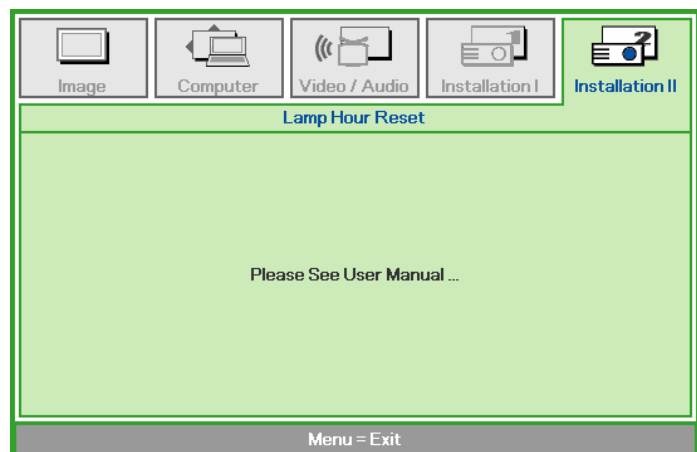 Image
Computer
Video / Audio
Installation I
Installation II
Lamp Hour Reset
Please See User Manual ...
Menu = Exit